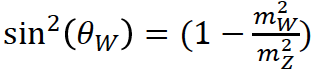 sin²(θ_W) = (1 − m_W²/m_Z²)